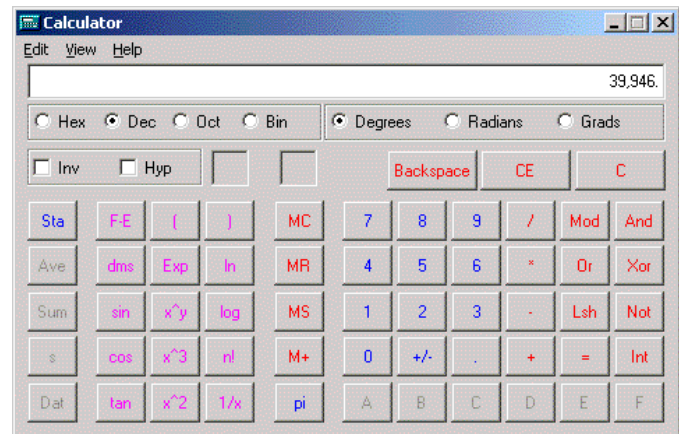 Calculator
Edit View Help
39,946.
Hex Dec Oct Bin Degrees Radians Grads
Inv Hyp Backspace CE C
Sta F-E ( ) MC 7 8 9 / Mod And
Ave dms Exp ln MR 4 5 6 * Or Xor
Sum sin x^y log MS 1 2 3 - Lsh Not
s cos x^3 n! M+ 0 +/- . + = Int
Dat tan x^2 1/x pi A B C D E F